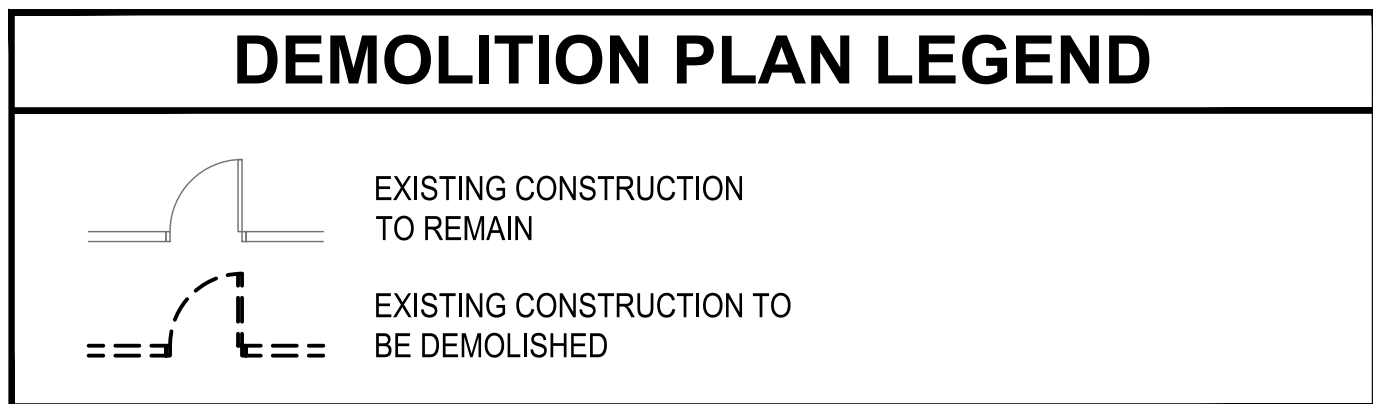 DEMOLITION PLAN LEGEND
EXISTING CONSTRUCTION
TO REMAIN
EXISTING CONSTRUCTION TO
BE DEMOLISHED